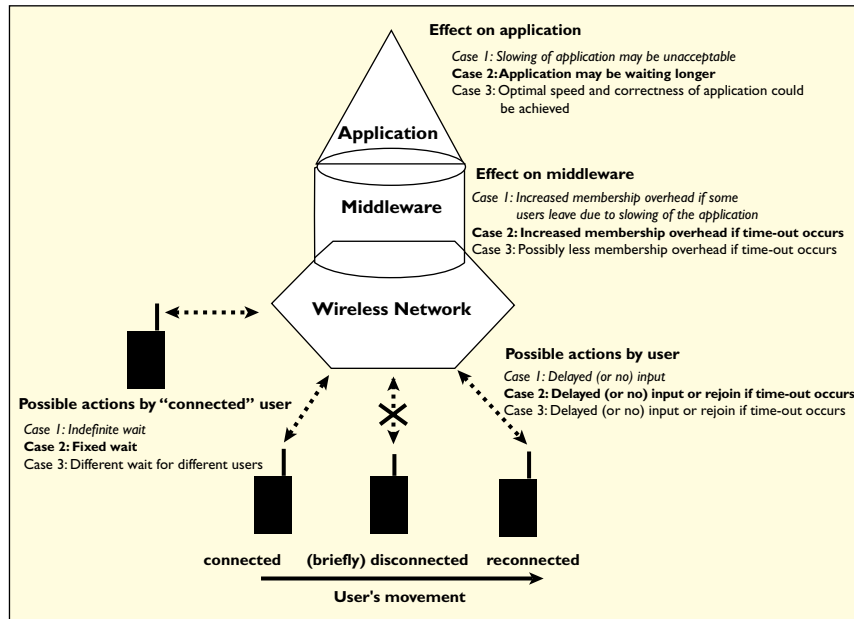 Effect on application
Case 1: Slowing of application may be unacceptable
Case 2: Application may be waiting longer
Case 3: Optimal speed and correctness of application could
be achieved
Application
Effect on middleware
Case 1: Increased membership overhead if some
users leave due to slowing of the application
Case 2: Increased membership overhead if time-out occurs
Case 3: Possibly less membership overhead if time-out occurs
Middleware
Wireless Network
Possible actions by user
Case 1: Delayed (or no) input
Case 2: Delayed (or no) input or rejoin if time-out occurs
Case 3: Delayed (or no) input or rejoin if time-out occurs
Possible actions by “connected” user
Case 1: Indefinite wait
Case 2: Fixed wait
Case 3: Different wait for different users
connected (briefly) disconnected reconnected
User's movement